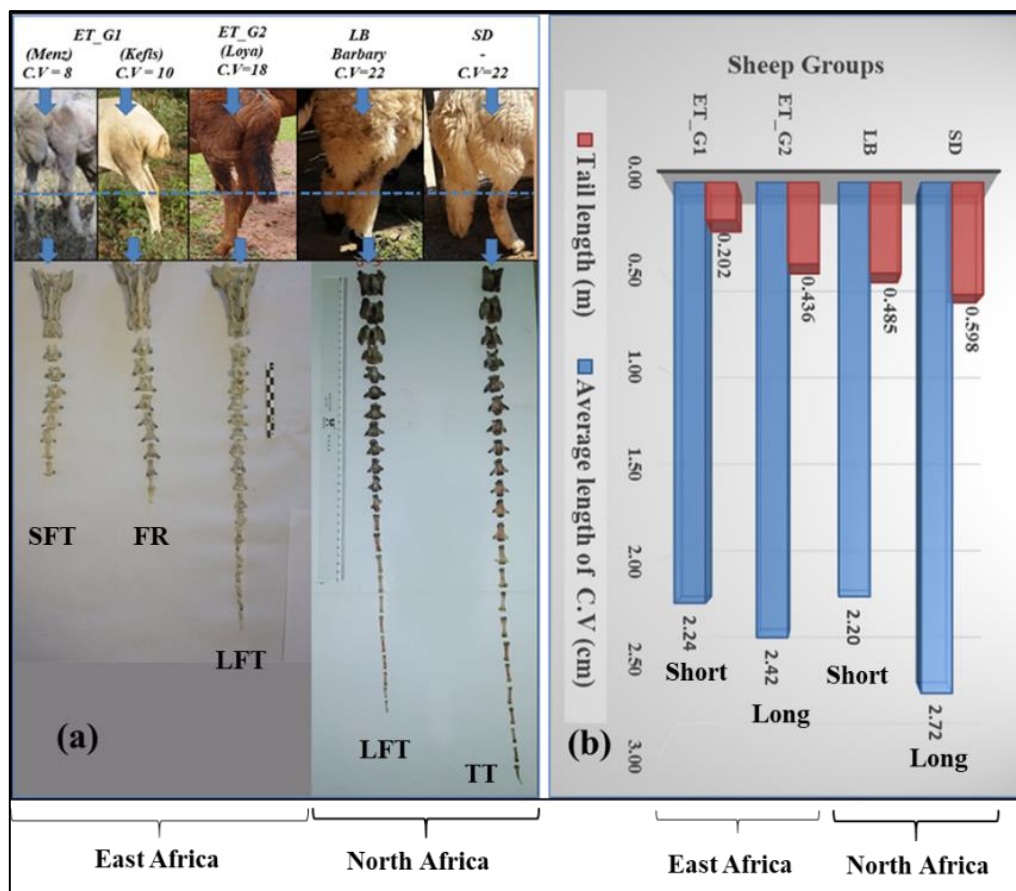 ET_G1
(Menz) (Kefis)
C.V = 8 C.V = 10
ET_G2
(Loya)
C.V=18
LB
Barbary
C.V=22
SD
-
C.V=22
SFT
FR
LFT
LFT
TT
(a)
East Africa
North Africa
Sheep Groups
ET_G1
ET_G2
LB
SD
Tail length (m)
Average length of C.V (cm)
0.00
0.50
1.00
1.50
2.00
2.50
3.00
0.202
0.436
0.485
0.598
2.24
2.42
2.20
2.72
Short
Long
Short
Long
(b)
East Africa
North Africa